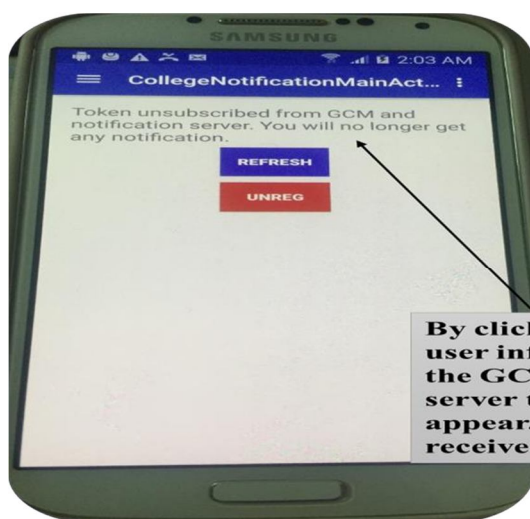 SAMSUNG
2:03 AM
CollegeNotificationMainAct...
Token unsubscribed from GCM and
notification server. You will no longer get
any notification.
REFRESH
UNREG
By clic
user inf
the GC
server t
appear.
receive